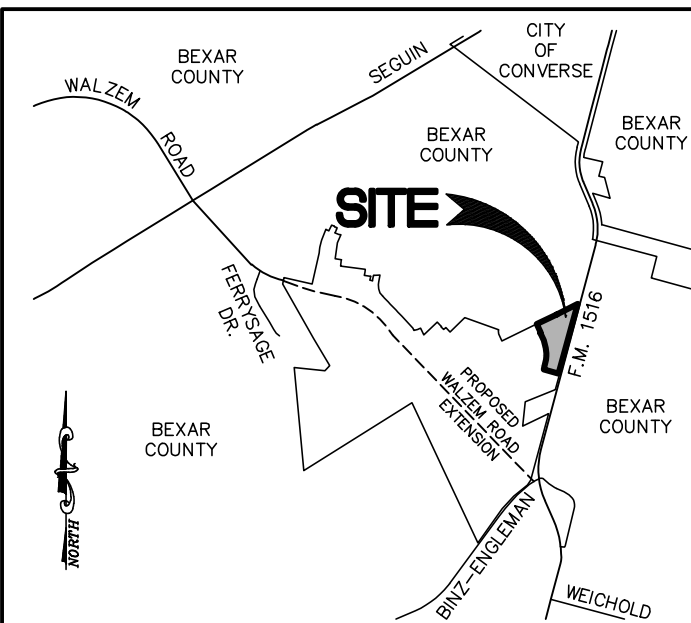 CITY
OF
CONVERSE
BEXAR
COUNTY
SEGUIN
WALZEM
ROAD
BEXAR
COUNTY
BEXAR
COUNTY
SITE
FERRYSAGE
DR.
F.M. 1516
PROPOSED
WALZEM ROAD
EXTENSION
BEXAR
COUNTY
BEXAR
COUNTY
NORTH
BINZ-ENGLEMAN
WEICHOLD